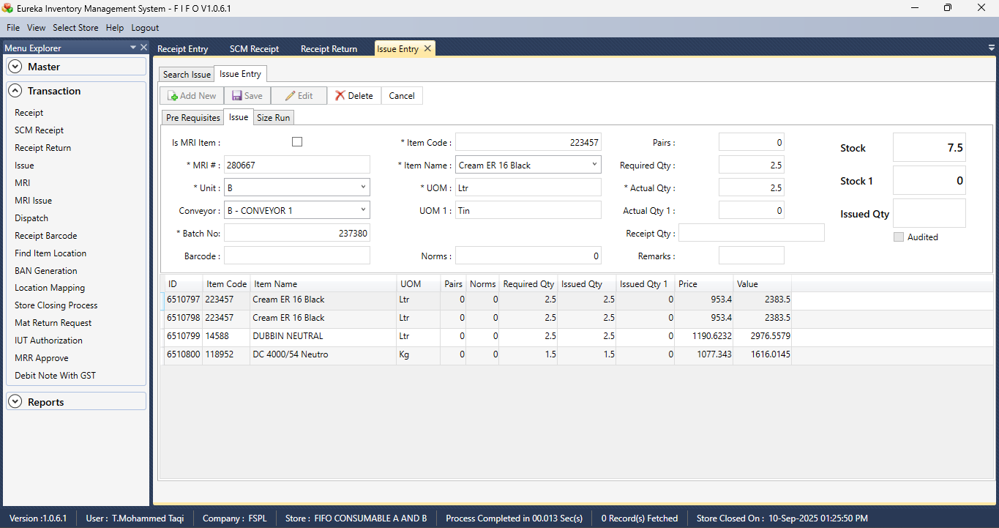 Eureka Inventory Management System - F I F O V1.0.6.1
File View Select Store Help Logout
Menu Explorer
Master
Transaction
Receipt
SCM Receipt
Receipt Return
Issue
MRI
MRI Issue
Dispatch
Receipt Barcode
Find Item Location
BAN Generation
Location Mapping
Store Closing Process
Mat Return Request
IUT Authorization
MRR Approve
Debit Note With GST
Reports
Receipt Entry SCM Receipt Receipt Return Issue Entry
Search Issue Issue Entry
Add New Save Edit Delete Cancel
Pre Requisites Issue Size Run
Is MRI Item : * Item Code : 223457 Pairs : 0 Stock 7.5
* MRI # : 280667 * Item Name : Cream ER 16 Black Required Qty : 2.5
* Unit : B * UOM : Ltr * Actual Qty : 2.5 Stock 1 0
Conveyor : B - CONVEYOR 1 UOM 1 : Tin Actual Qty 1 : 0 Issued Qty
* Batch No: 237380 Receipt Qty : Audited
Barcode : Norms : 0 Remarks :
ID Item Code Item Name UOM Pairs Norms Required Qty Issued Qty Issued Qty 1 Price Value
6510797 223457 Cream ER 16 Black Ltr 0 0 2.5 2.5 0 953.4 2383.5
6510798 223457 Cream ER 16 Black Ltr 0 0 2.5 2.5 0 953.4 2383.5
6510799 14588 DUBBIN NEUTRAL Ltr 0 0 2.5 2.5 0 1190.6232 2976.5579
6510800 118952 DC 4000/54 Neutro Kg 0 0 1.5 1.5 0 1077.343 1616.0145
Version :1.0.6.1 User : T.Mohammed Taqi Company : FSPL Store : FIFO CONSUMABLE A AND B Process Completed in 00.013 Sec(s) 0 Record(s) Fetched Store Closed On : 10-Sep-2025 01:25:50 PM